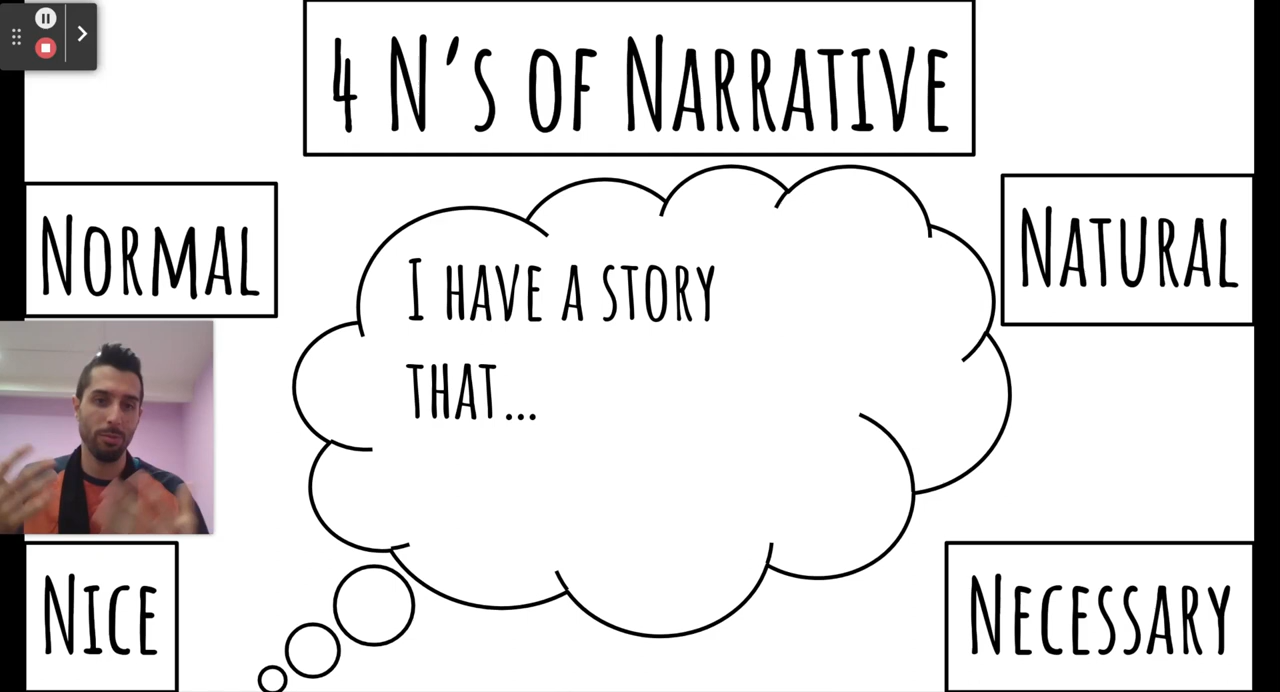 4 N's of Narrative
Normal
Natural
I have a story
that...
Nice
Necessary